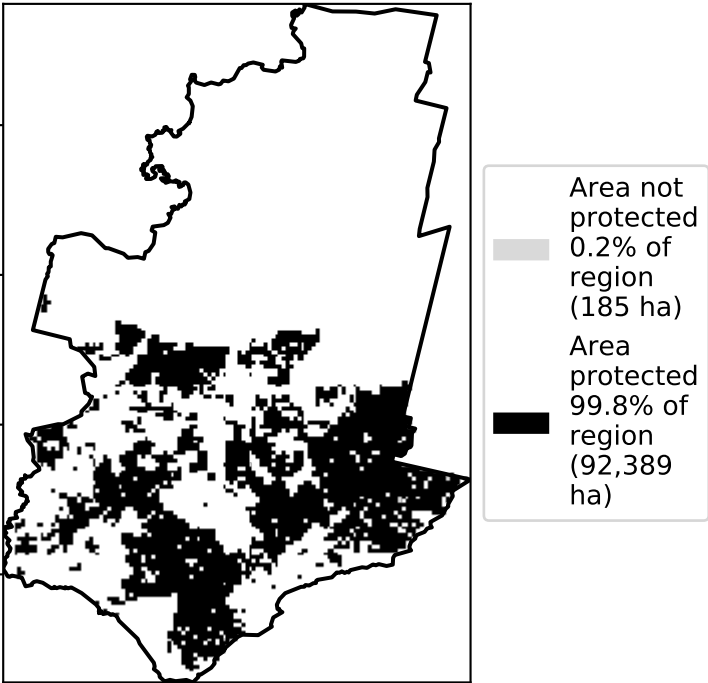 Area not
protected
0.2% of
region
(185 ha)
Area
protected
99.8% of
region
(92,389
ha)